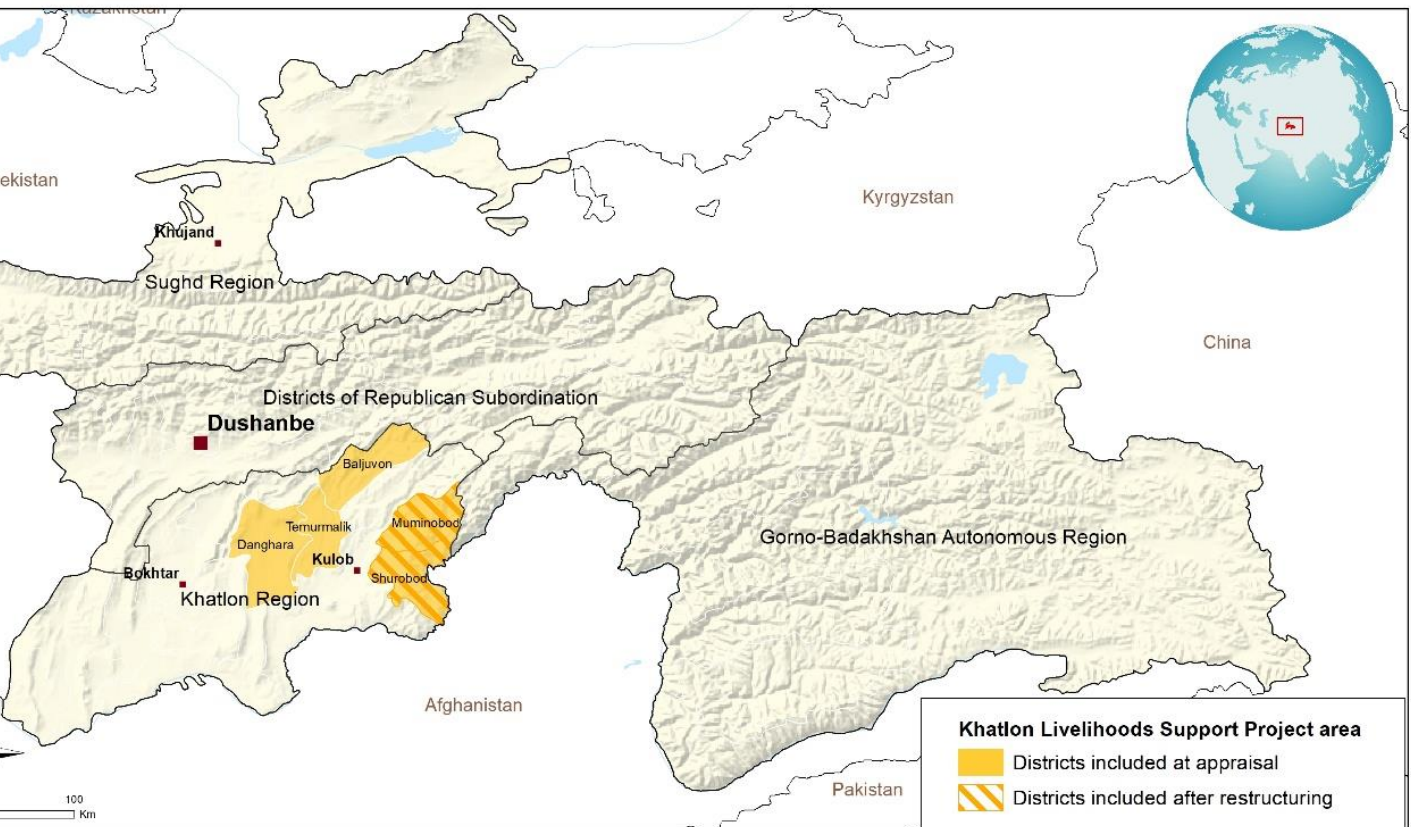 Kazakhstan
ekistan
Kyrgyzstan
Khujand
Sughd Region
China
Districts of Republican Subordination
Dushanbe
Baljuvon
Temurmalik
Muminobod
Danghara
Gorno-Badakhshan Autonomous Region
Kulob
Bokhtar
Shurobod
Khatlon Region
Afghanistan
Khatlon Livelihoods Support Project area
Districts included at appraisal
Pakistan
Districts included after restructuring
100
Km